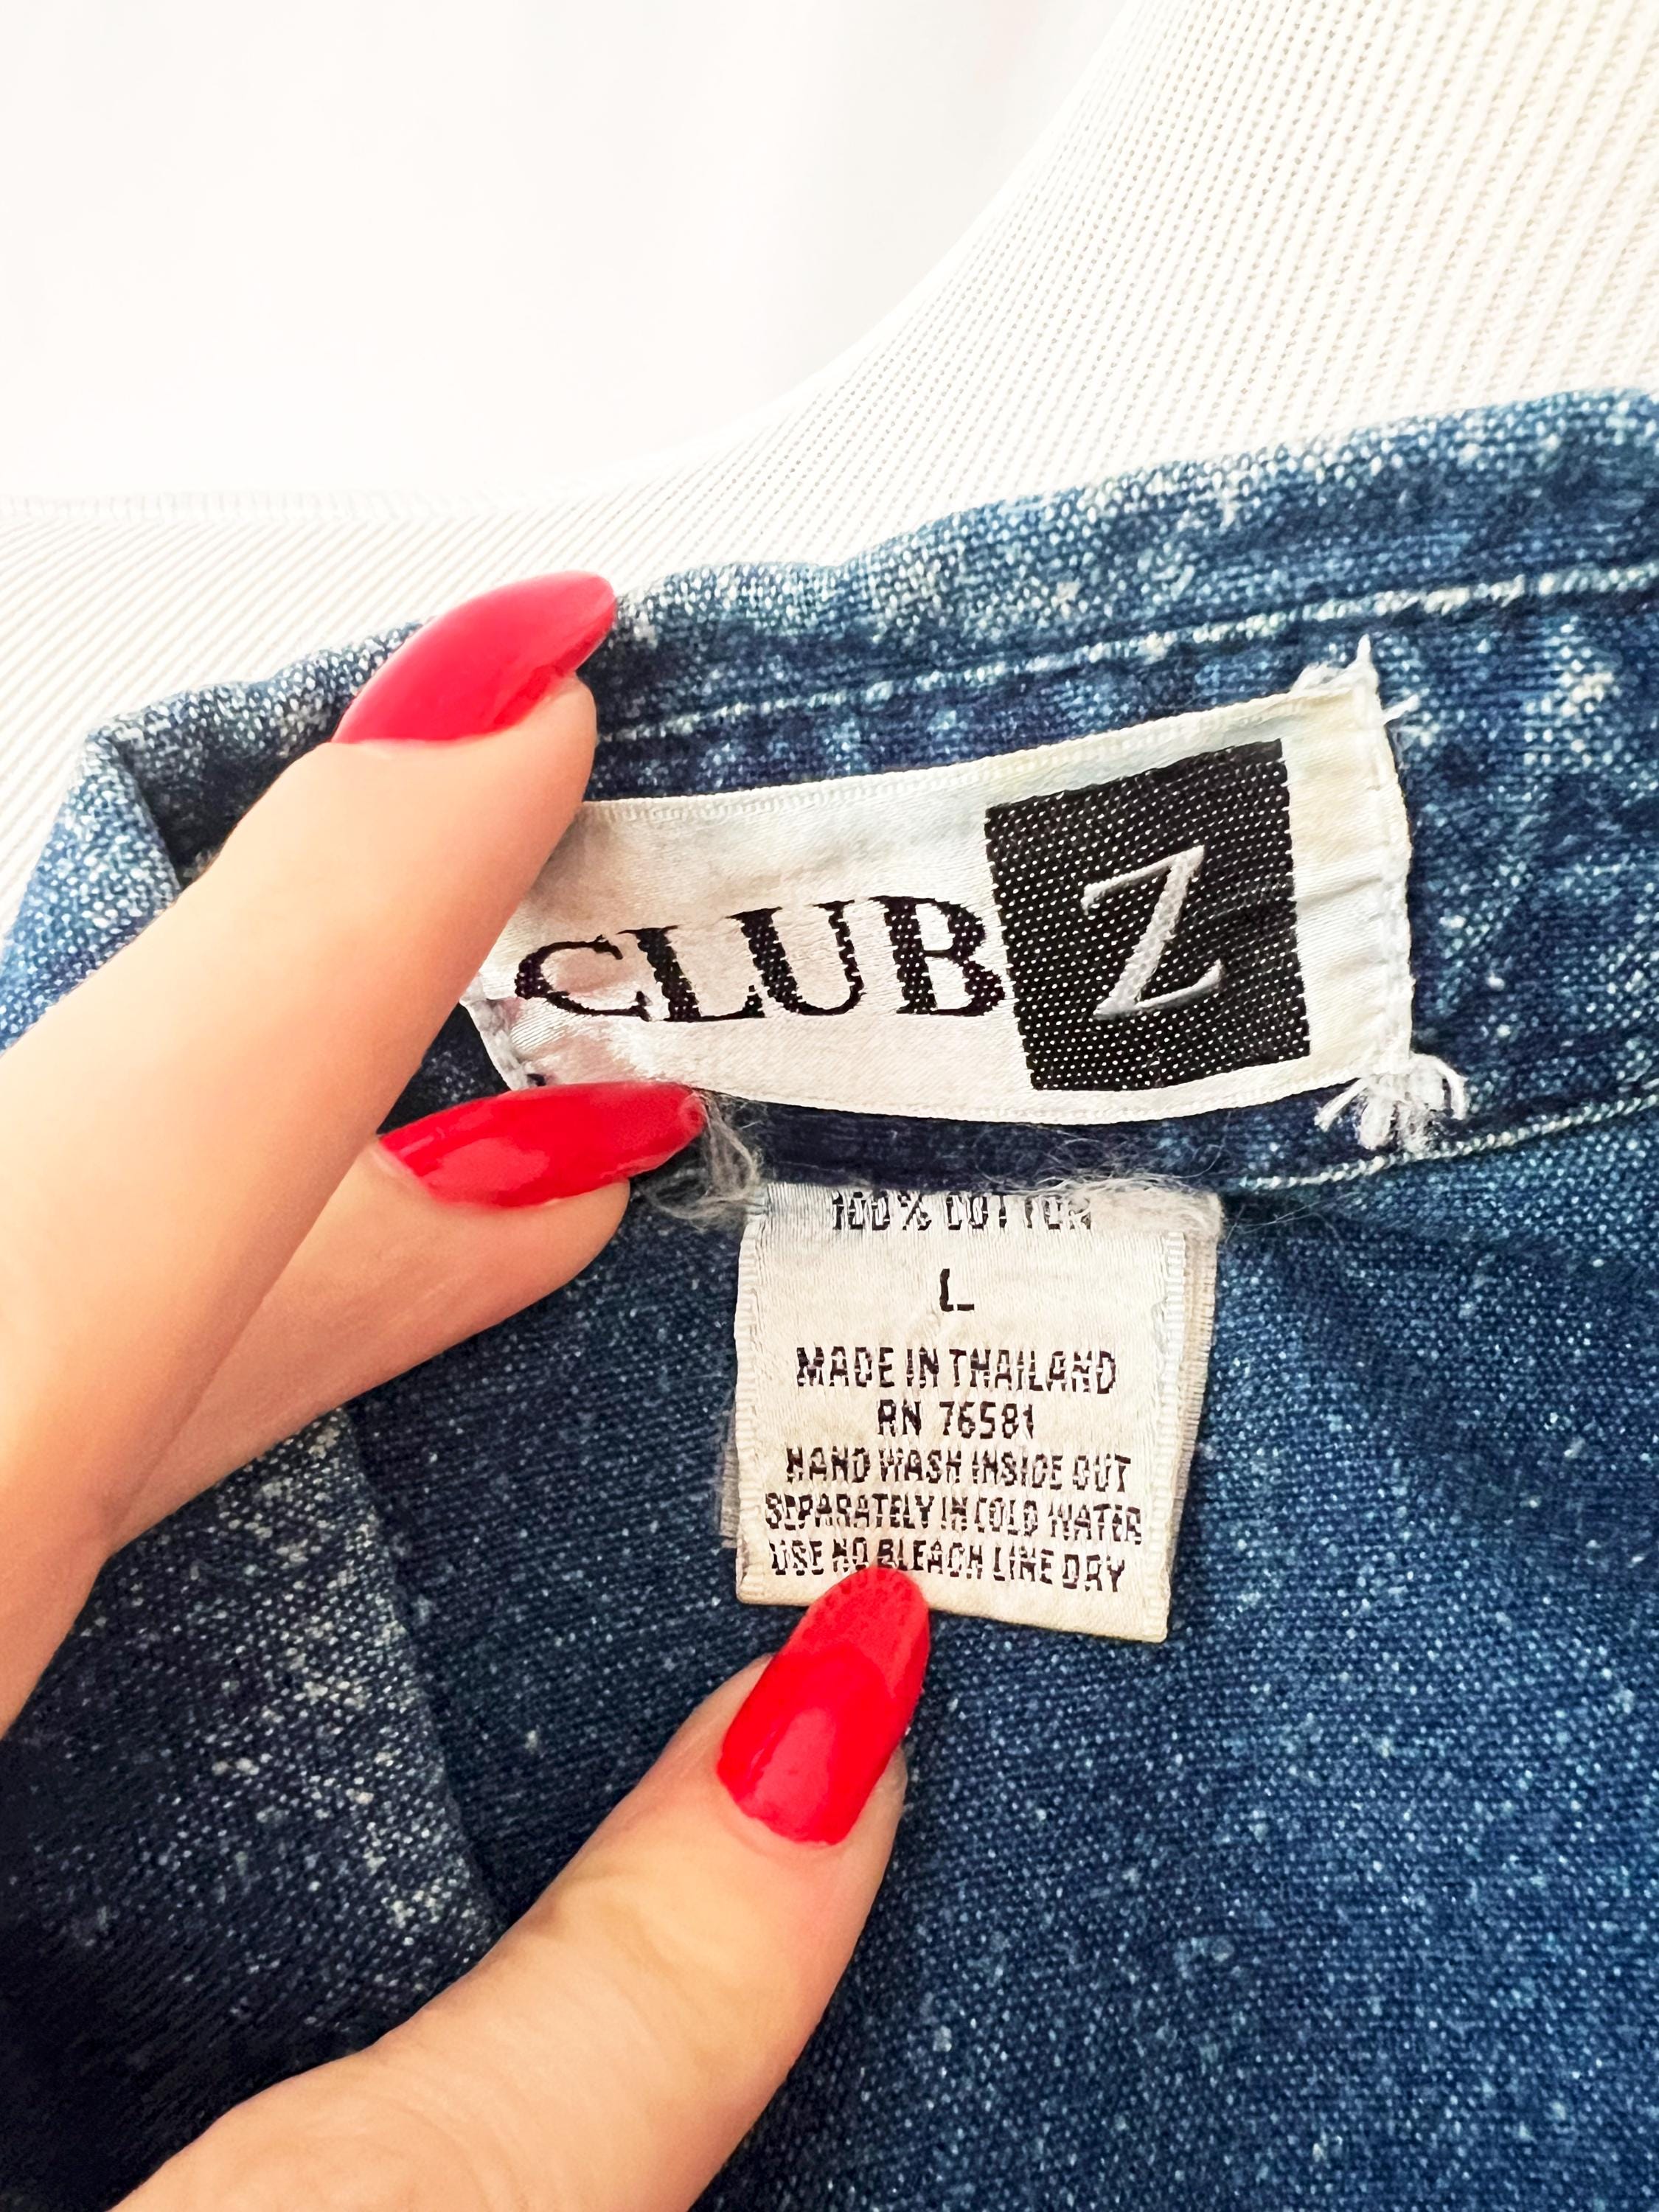 CLUB Z
100% COTTON
L
MADE IN THAILAND
RN 76581
HAND WASH INSIDE OUT
SEPARATELY IN COLD WATER
USE NO BLEACH LINE DRY